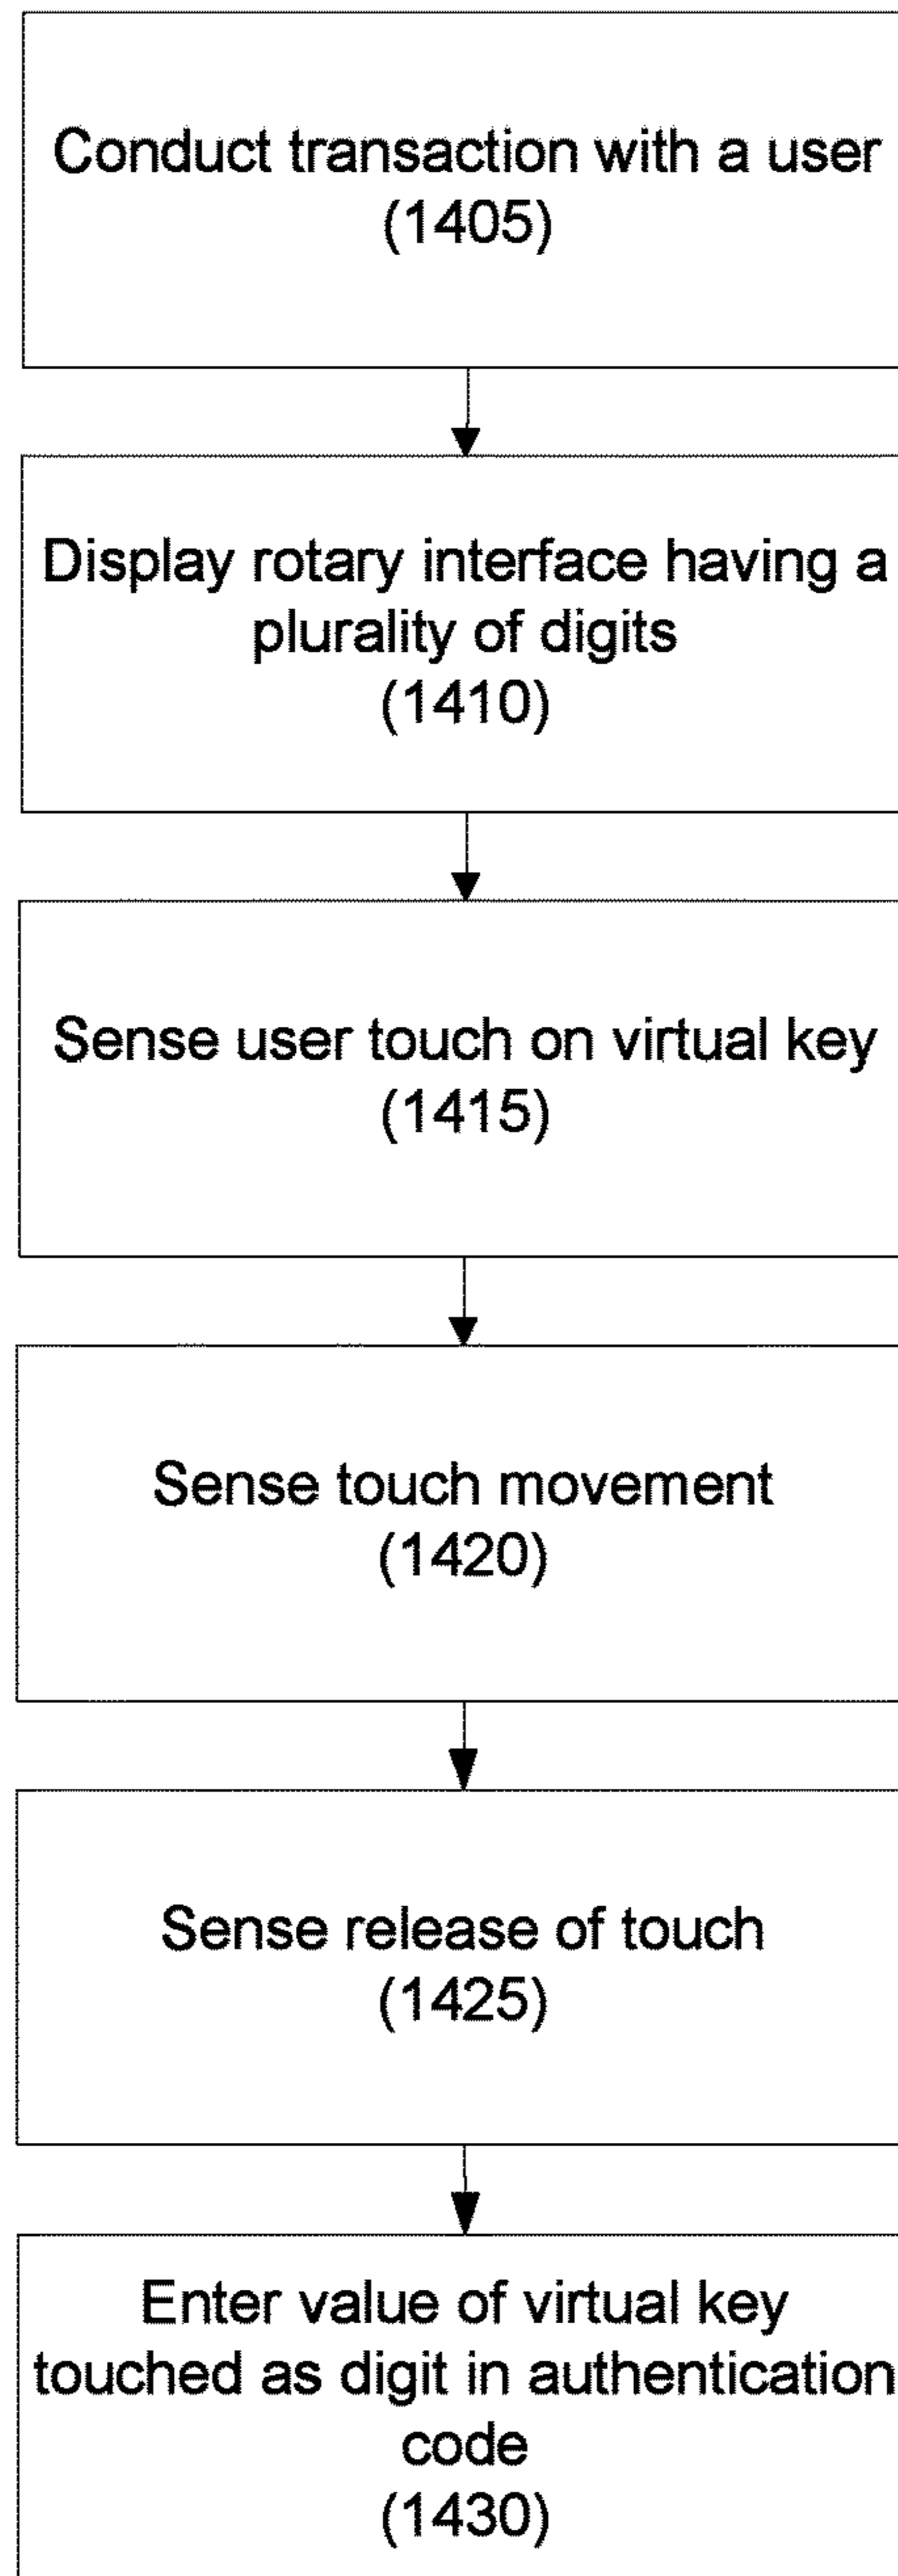 Conduct transaction with a user
(1405)
Display rotary interface having a
plurality of digits
(1410)
Sense user touch on virtual key
(1415)
Sense touch movement
(1420)
Sense release of touch
(1425)
Enter value of virtual key
touched as digit in authentication
code
(1430)